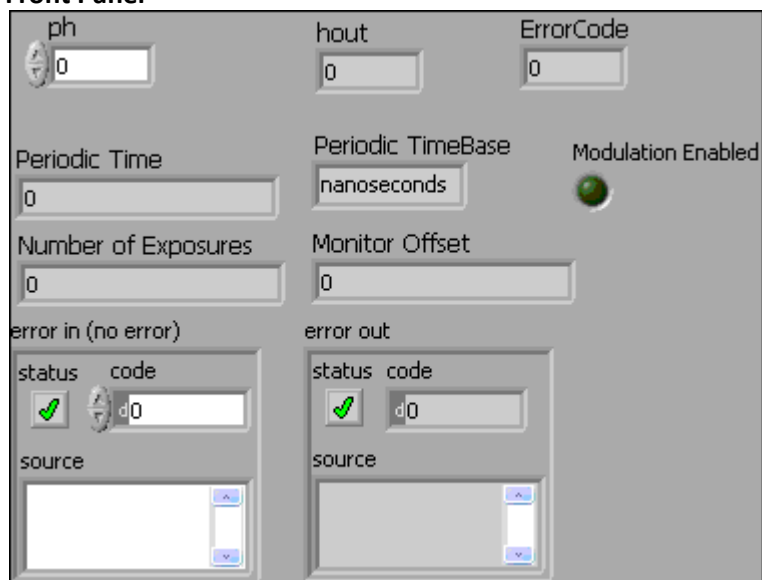 Front Panel
ph
hout
ErrorCode
0
0
0
Periodic Time
Periodic TimeBase
Modulation Enabled
0
nanoseconds
Number of Exposures
Monitor Offset
0
0
error in (no error)
error out
status code
status code
d0
d0
source
source